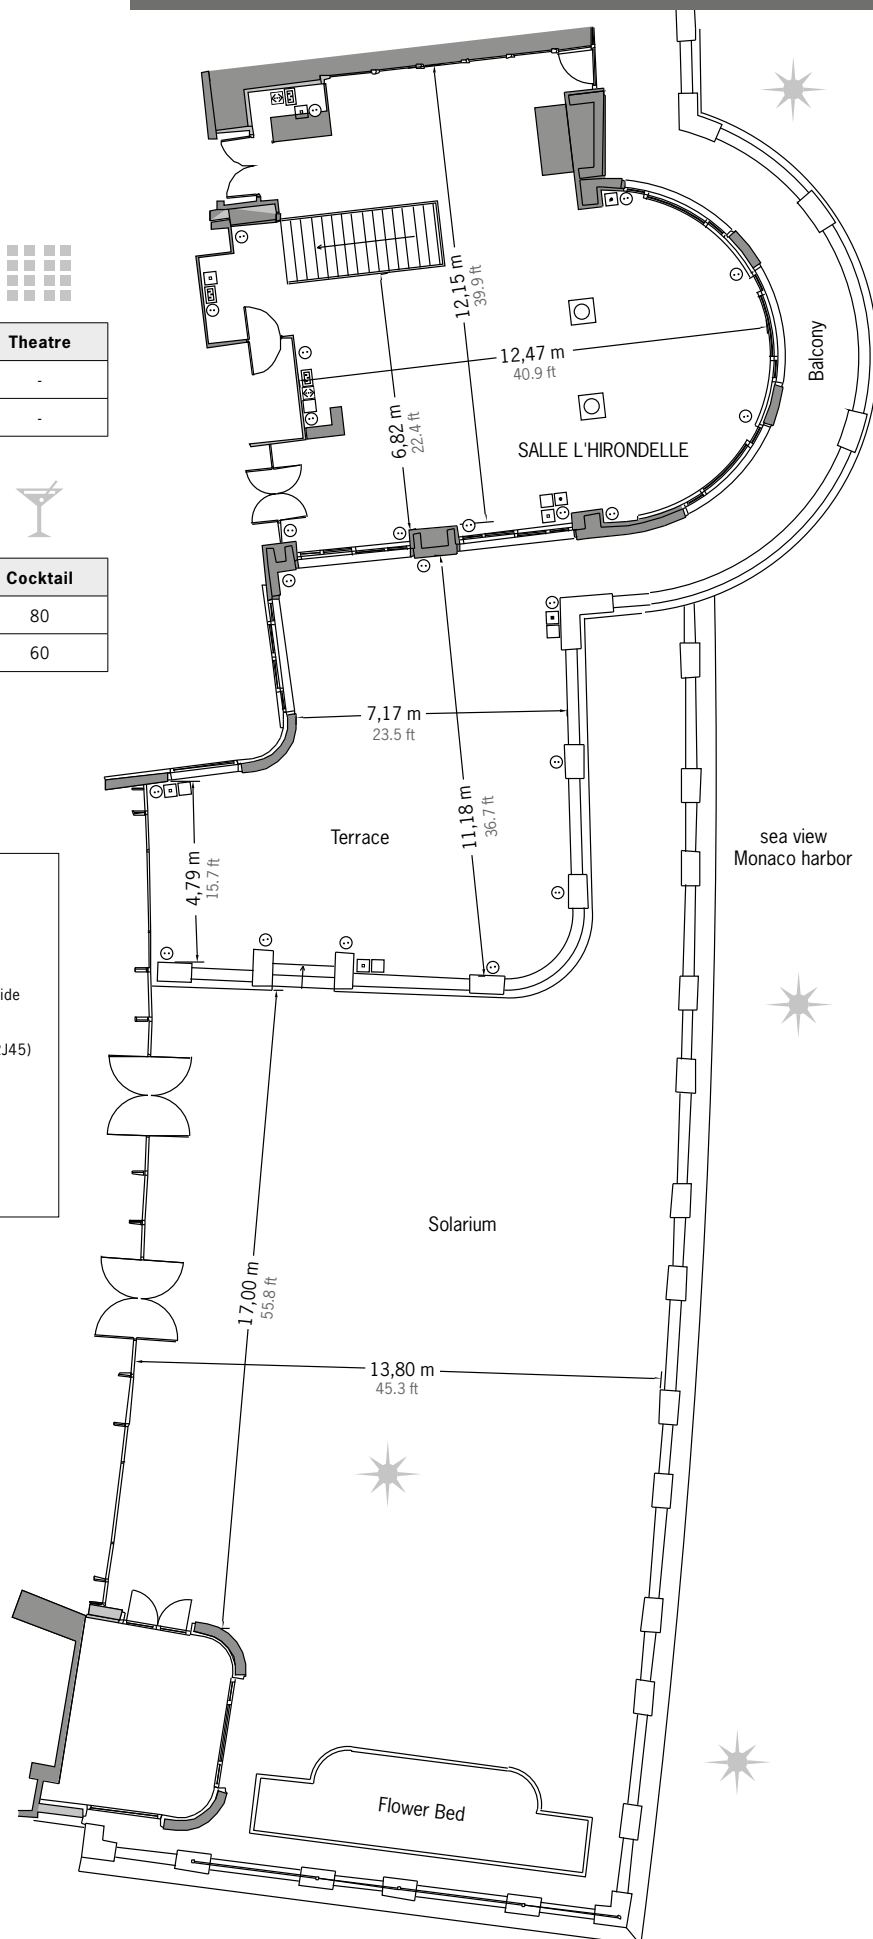 Theatre
-
-
Cocktail
80
60
ide
J45)
12,15 m
39.9 ft
12,47 m
40.9 ft
6,82 m
22.4 ft
SALLE L'HIRONDELLE
Balcony
7,17 m
23.5 ft
11,18 m
36.7 ft
Terrace
4,79 m
15.7 ft
sea view
Monaco harbor
Solarium
17,00 m
55.8 ft
13,80 m
45.3 ft
Flower Bed